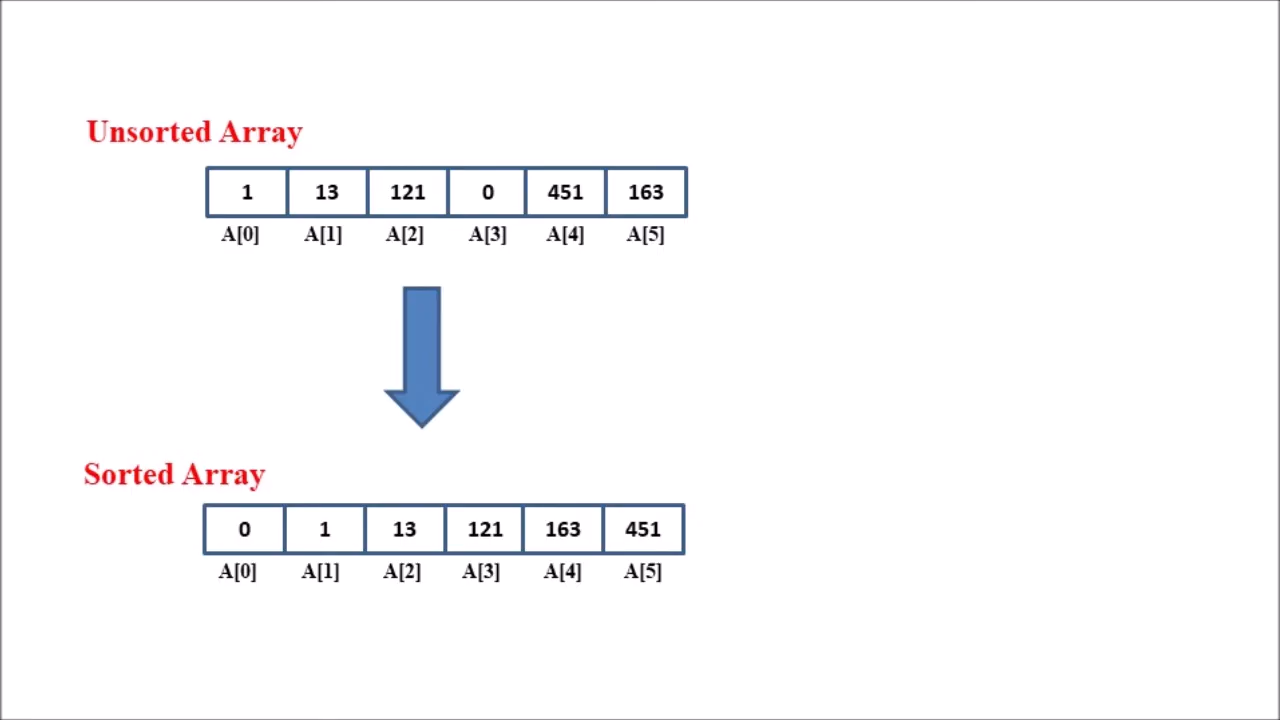 Unsorted Array
1 13 121 0 451 163
A[0] A[1] A[2] A[3] A[4] A[5]
Sorted Array
0 1 13 121 163 451
A[0] A[1] A[2] A[3] A[4] A[5]